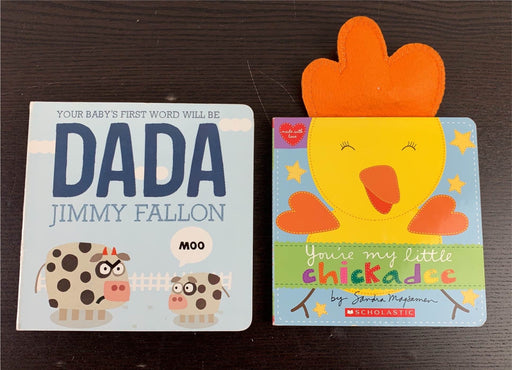 YOUR BABY'S FIRST WORD WILL BE
DADA
JIMMY FALLON
MOO
made with
love
You're my little
chickadee
by Sandra Magsamen
SCHOLASTIC